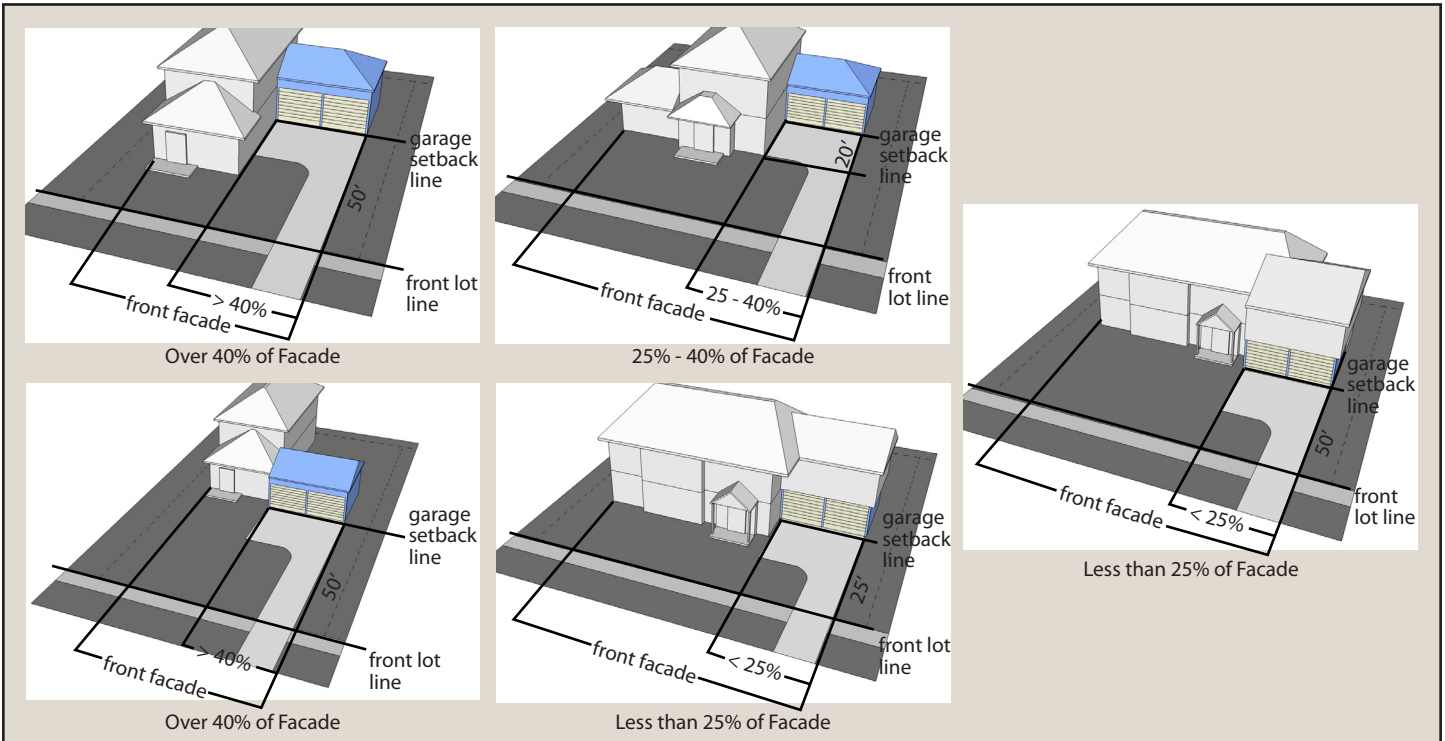 garage
setback
line
50′
front lot
line
> 40%
front facade
Over 40% of Facade
garage
setback
line
20′
front
lot line
25 - 40%
front facade
25% - 40% of Facade
garage
setback
line
50′
front lot
line
> 40%
front facade
Over 40% of Facade
garage
setback
line
25′
front lot
line
< 25%
front facade
Less than 25% of Facade
garage
setback
line
50′
front
lot line
< 25%
front facade
Less than 25% of Facade